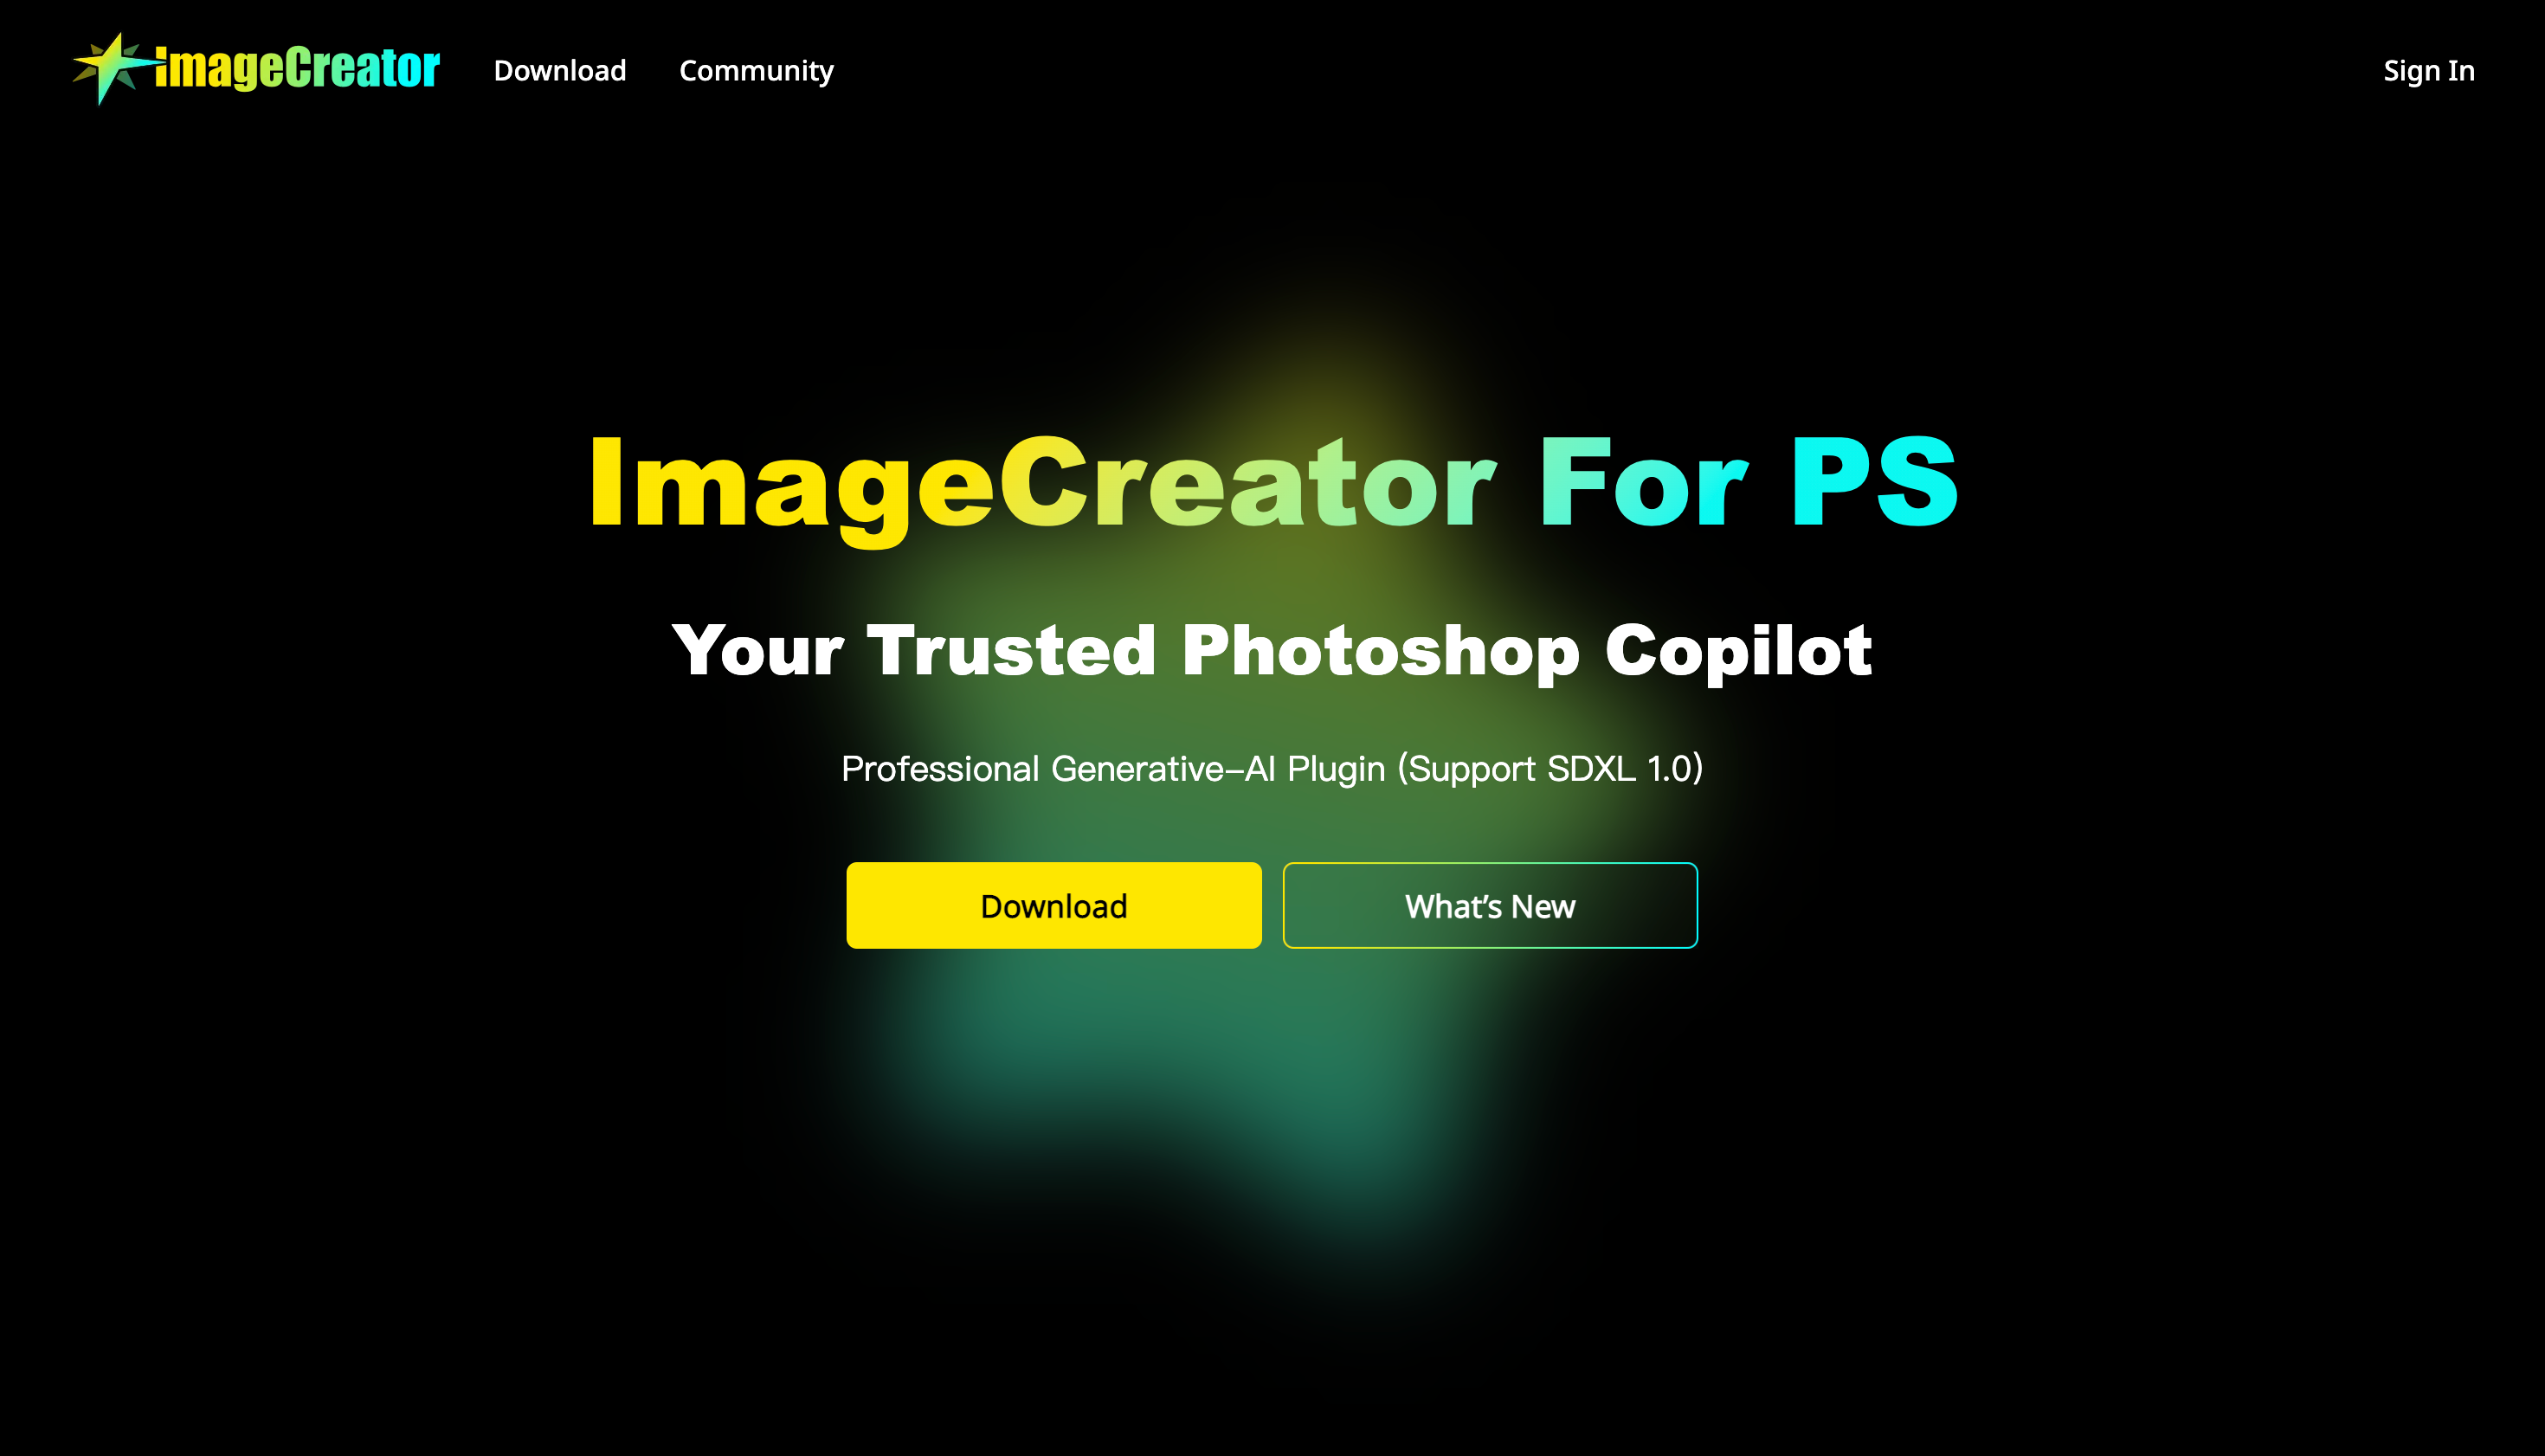 imageCreator
Download
Community
Sign In
ImageCreator For PS
Your Trusted Photoshop Copilot
Professional Generative–AI Plugin (Support SDXL 1.0)
Download
What’s New